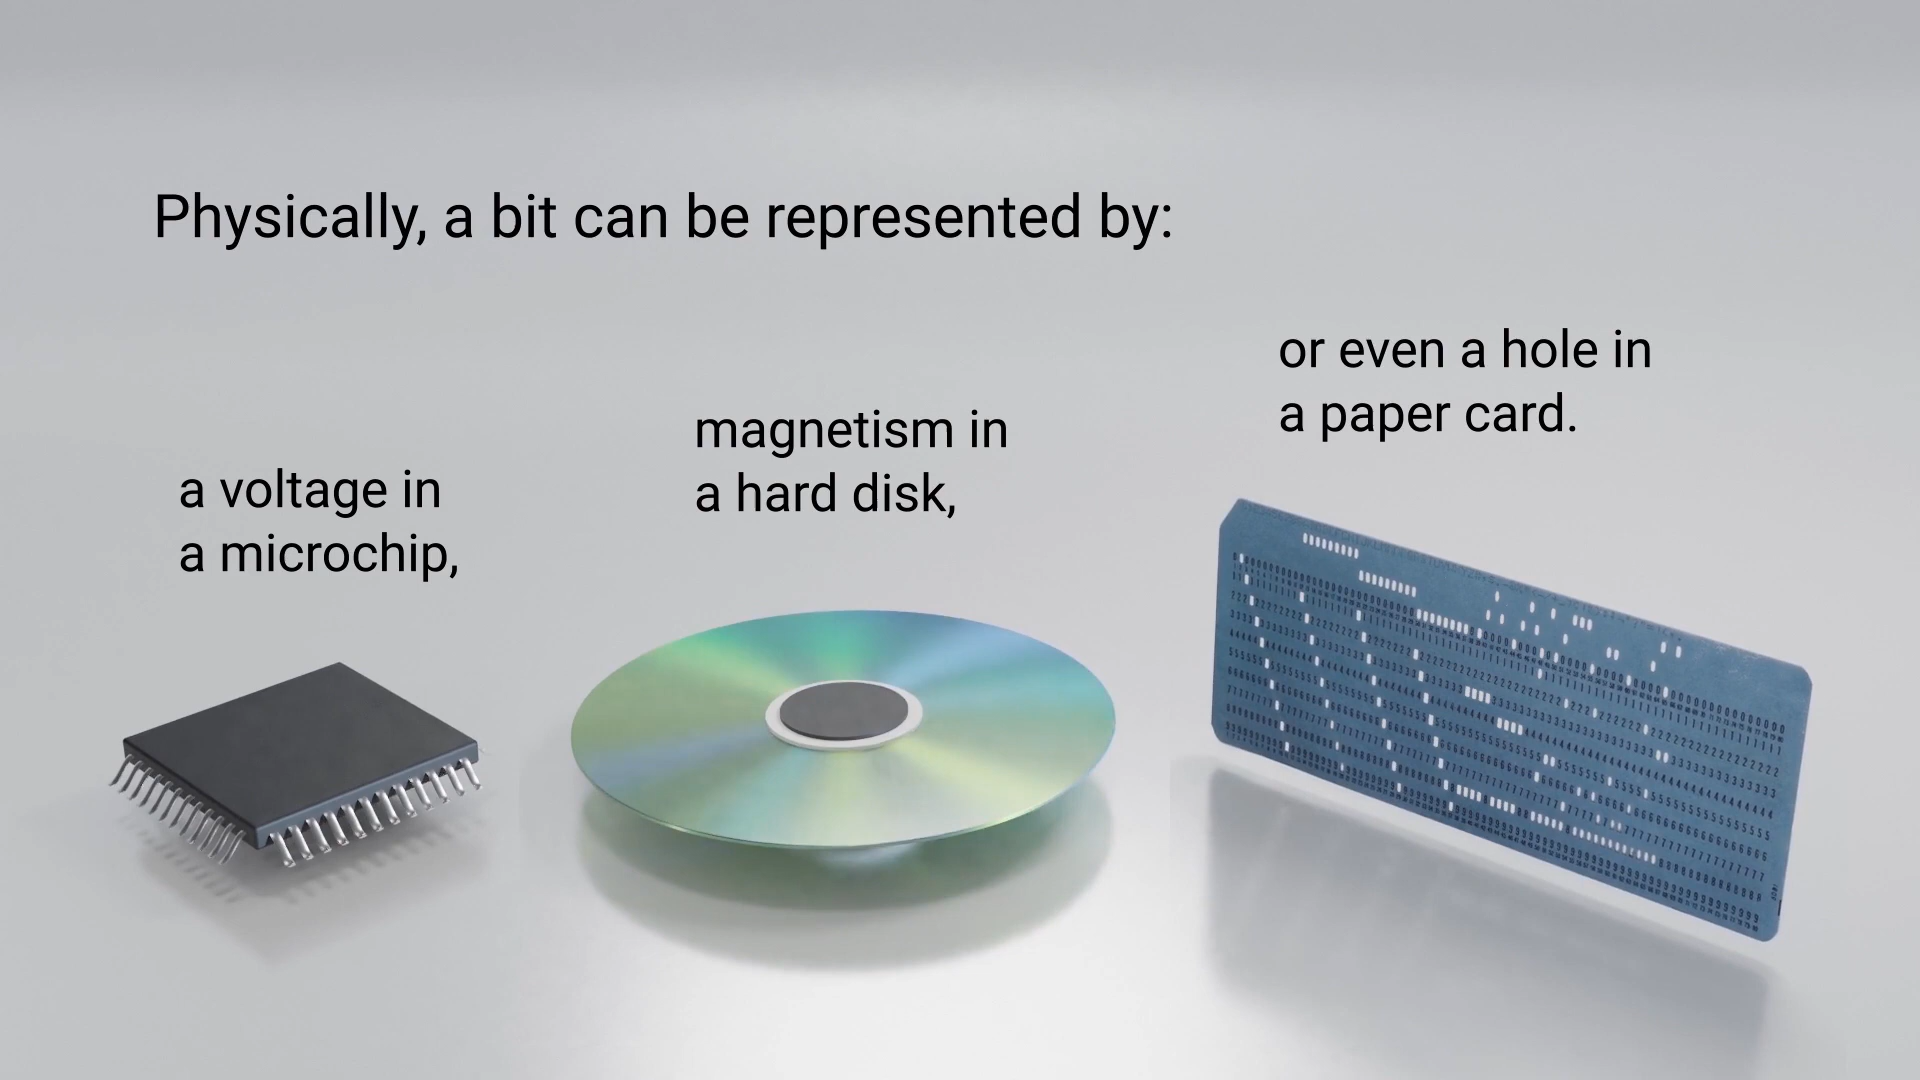 Physically, a bit can be represented by:
a voltage in
a microchip,
magnetism in
a hard disk,
or even a hole in
a paper card.